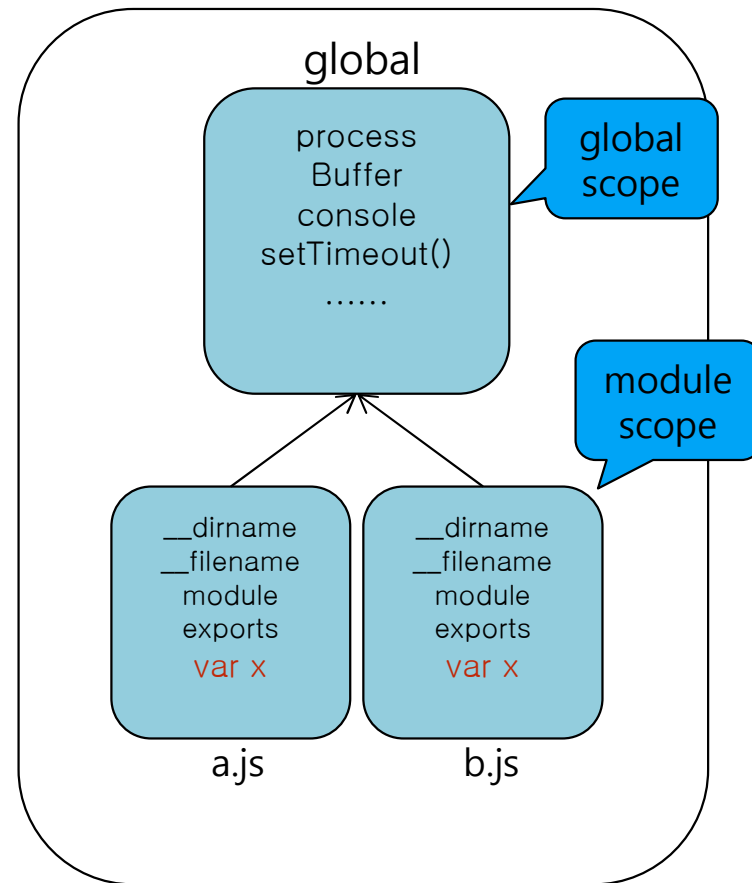 global
process
Buffer
console
setTimeout()
......
global
scope
module
scope
__dirname
__filename
module
exports
var x
a.js
__dirname
__filename
module
exports
var x
b.js